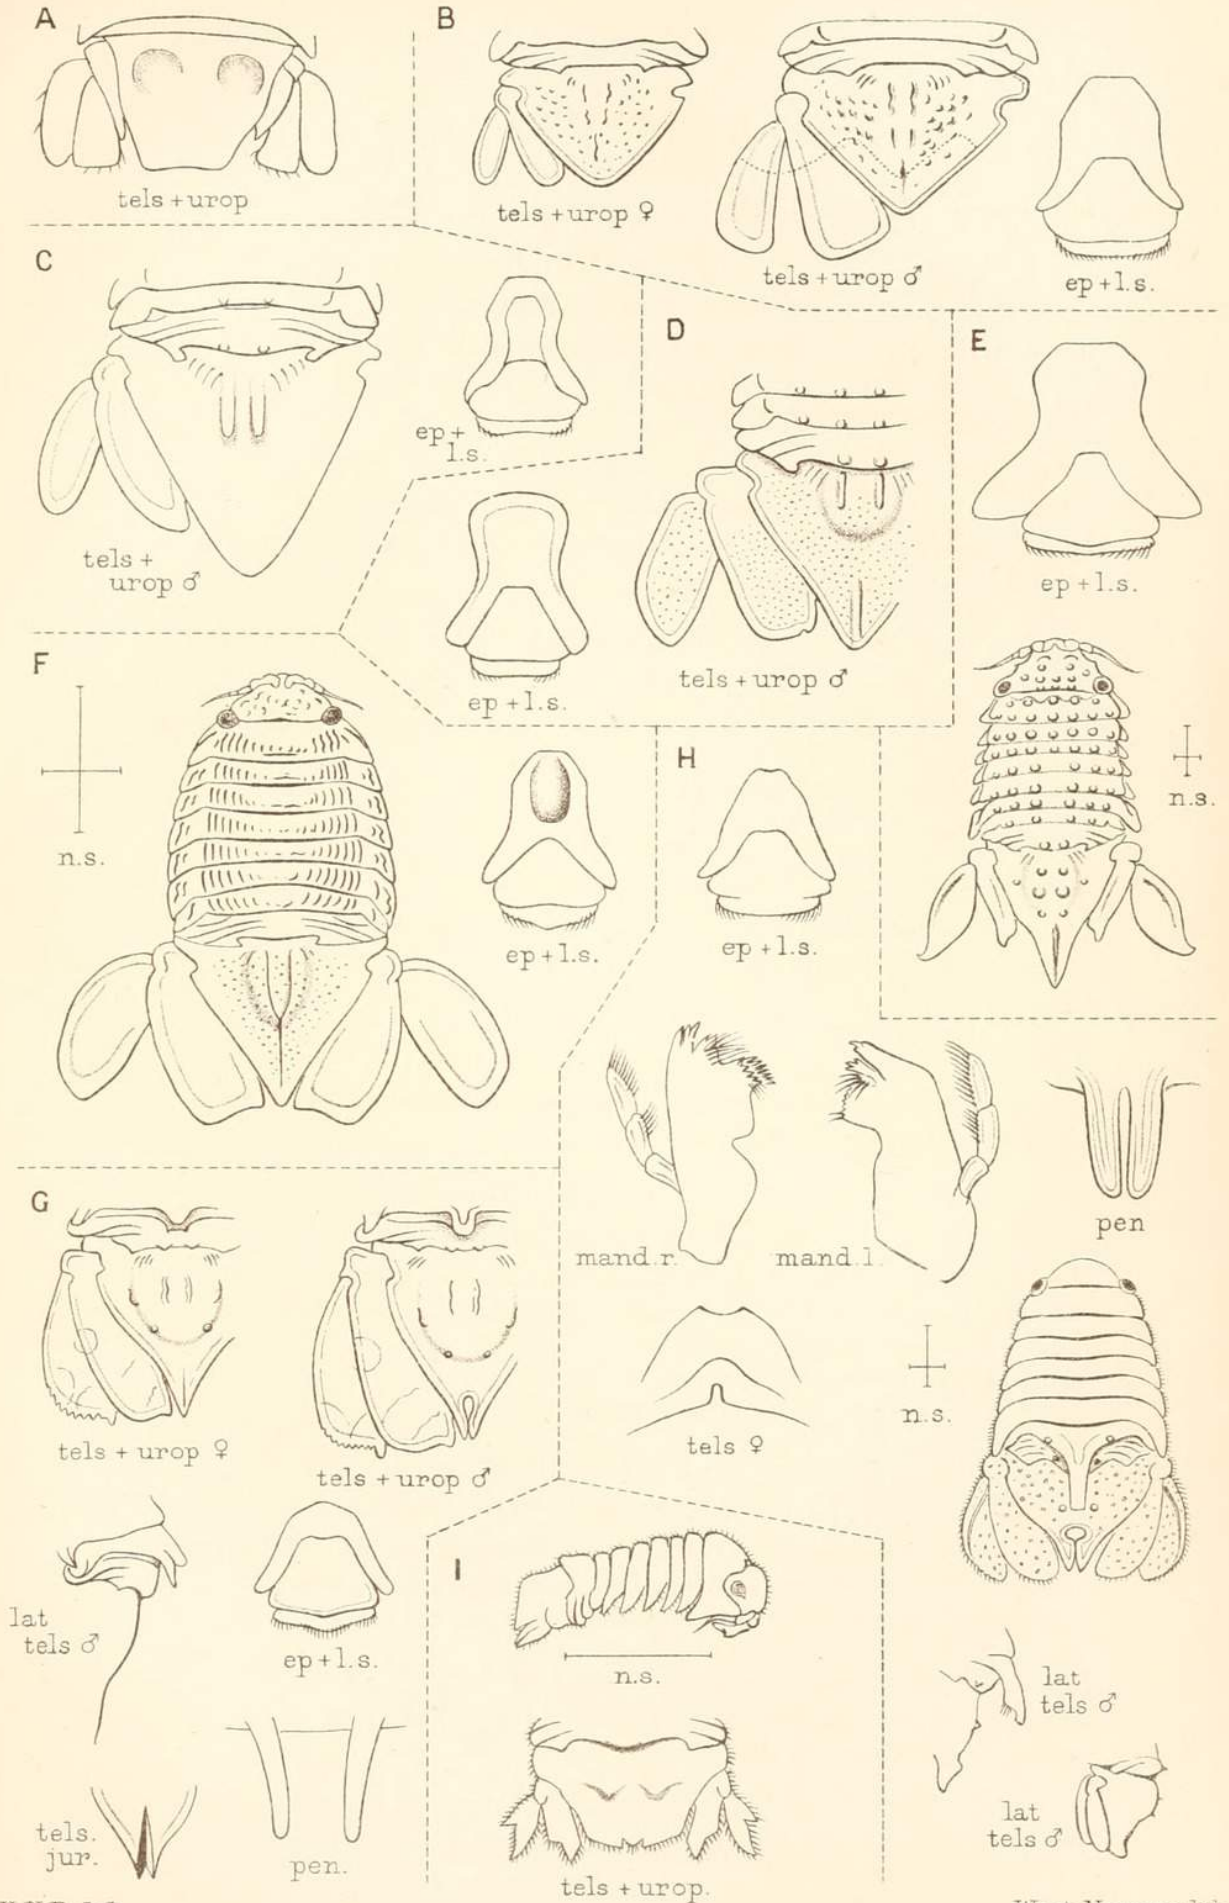 A
tels + urop
B
tels + urop ♀
tels + urop ♂
ep + l.s.
C
tels +
urop ♂
ep +
l.s.
D
ep + l.s.
tels + urop ♂
E
ep + l.s.
n.s.
F
n.s.
ep + l.s.
H
ep + l.s.
mand. r.
mand. l.
pen
tels ♀
n.s.
lat
tels ♂
lat
tels ♂
G
tels + urop ♀
tels + urop ♂
lat
tels ♂
ep + l.s.
tels.
jur.
pen.
I
n.s.
tels + urop.